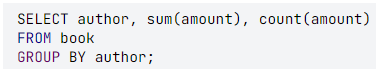 SELECT author, sum(amount), count(amount)
FROM book
GROUP BY author;